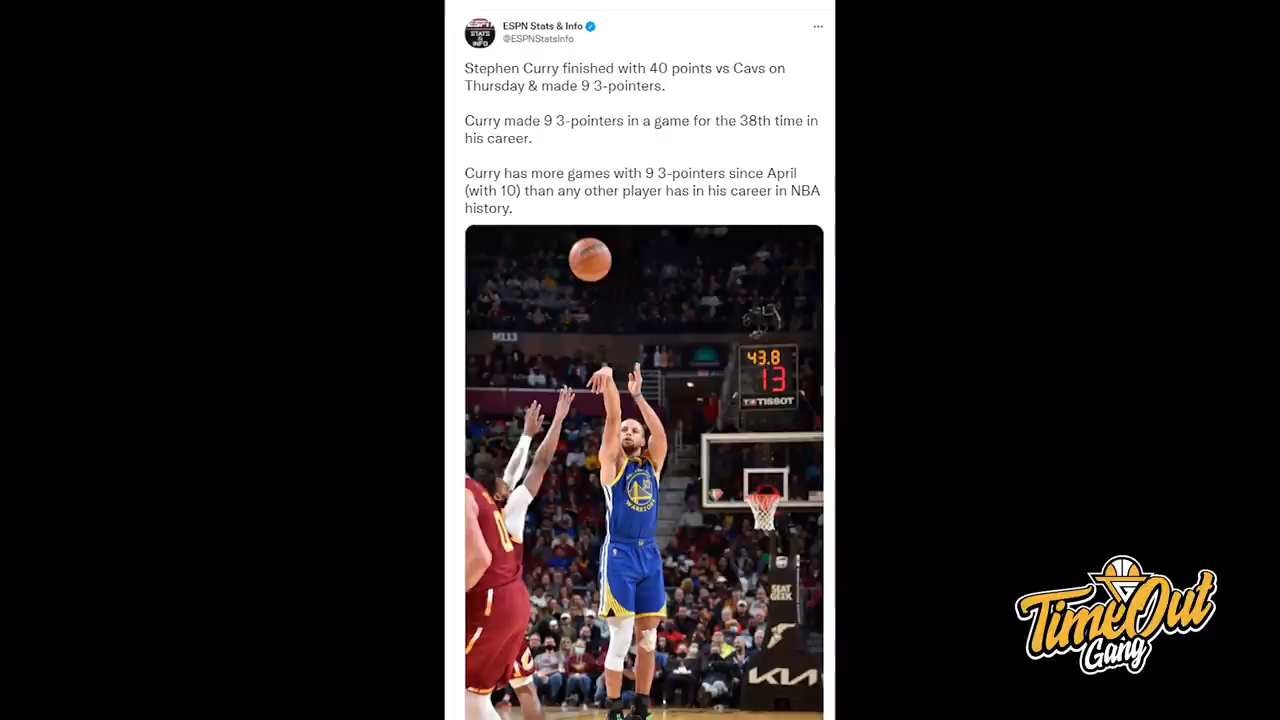 ESPN Stats & Info
@ESPNStatsInfo
Stephen Curry finished with 40 points vs Cavs on
Thursday & made 9 3-pointers.
Curry made 9 3-pointers in a game for the 38th time in
his career.
Curry has more games with 9 3-pointers since April
(with 10) than any other player has in his career in NBA
history.
M113
43.8
13
TISSOT
WARRIORS
SEAT
GEEK
KIA
TimeOut
Gang